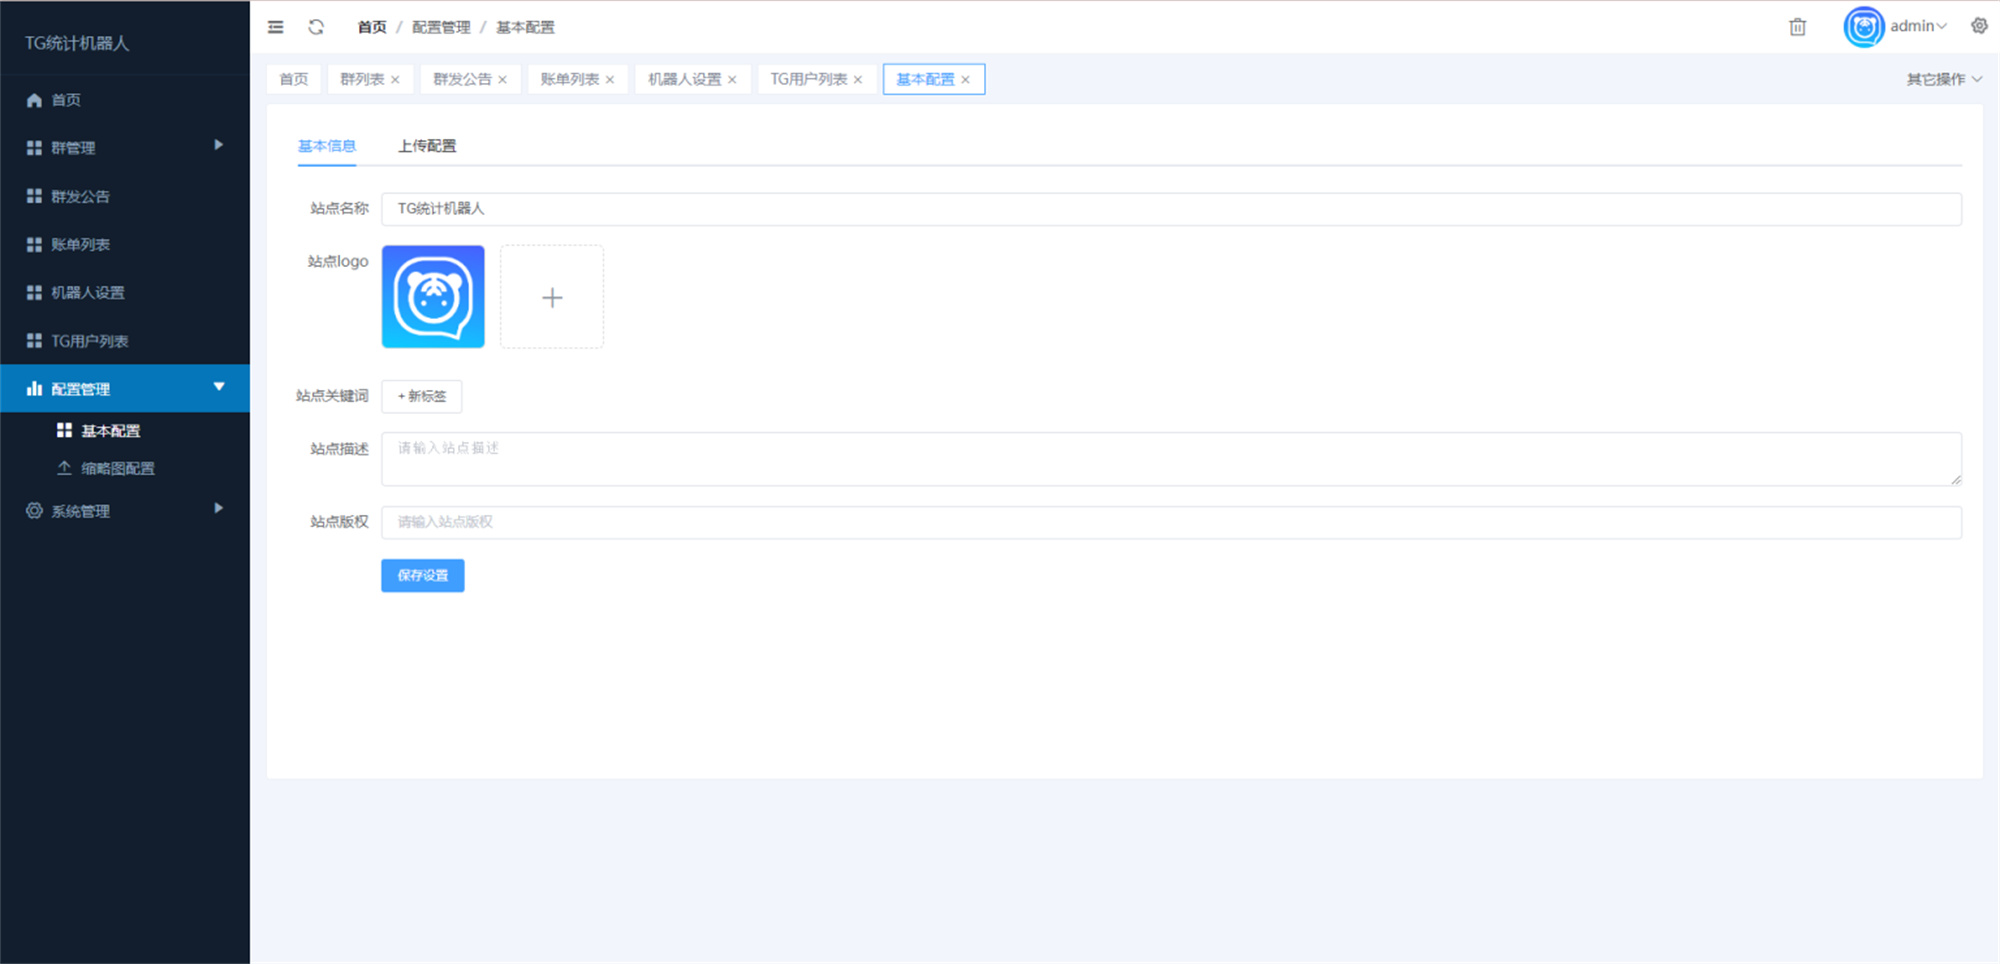 TG统计机器人
首页
群管理
群发公告
账单列表
机器人设置
TG用户列表
配置管理
基本配置
缩略图配置
系统管理
首页 / 配置管理 / 基本配置
admin
首页 群列表 × 群发公告 × 账单列表 × 机器人设置 × TG用户列表 × 基本配置 ×
其它操作
基本信息 上传配置
站点名称 TG统计机器人
站点logo
站点关键词 + 新标签
站点描述 请输入站点描述
站点版权 请输入站点版权
保存设置